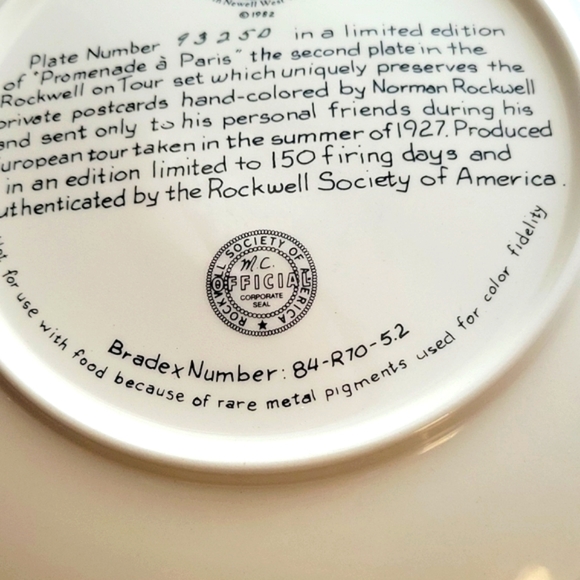 Newell West
©1982
Plate Number 93250 in a limited edition
of "Promenade à Paris" the second plate in the
Rockwell on Tour set which uniquely preserves the
private postcards hand-colored by Norman Rockwell
and sent only to his personal friends during his
uropean tour taken in the summer of 1927. Produced
in an edition limited to 150 firing days and
uthenticated by the Rockwell Society of America.
ROCKWELL SOCIETY OF AMERICA
M.C.
OFFICIAL
CORPORATE
SEAL
Bradex Number: 84-R70-5.2
Not for use with food because of rare metal pigments used for color fidelity